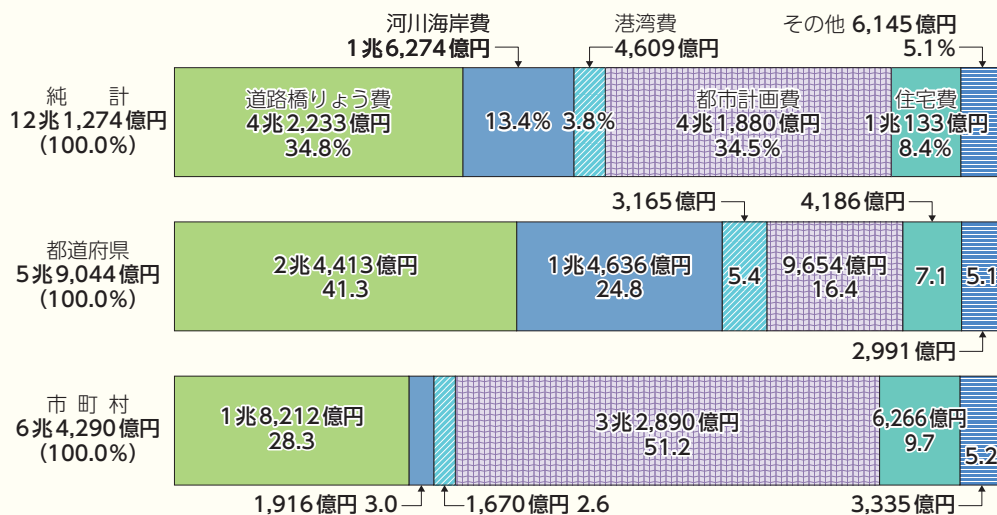 河川海岸費
1兆6,274億円
港湾費
4,609億円
その他 6,145億円
5.1%
純計
12兆1,274億円
(100.0%)
道路橋りょう費
4兆2,233億円
34.8%
13.4%
3.8%
都市計画費
4兆1,880億円
34.5%
住宅費
1兆133億円
8.4%
都道府県
5兆9,044億円
(100.0%)
2兆4,413億円
41.3
1兆4,636億円
24.8
3,165億円
5.4
9,654億円
16.4
4,186億円
7.1
5.1
2,991億円
市町村
6兆4,290億円
(100.0%)
1兆8,212億円
28.3
1,916億円 3.0
1,670億円 2.6
3兆2,890億円
51.2
6,266億円
9.7
5.2
3,335億円